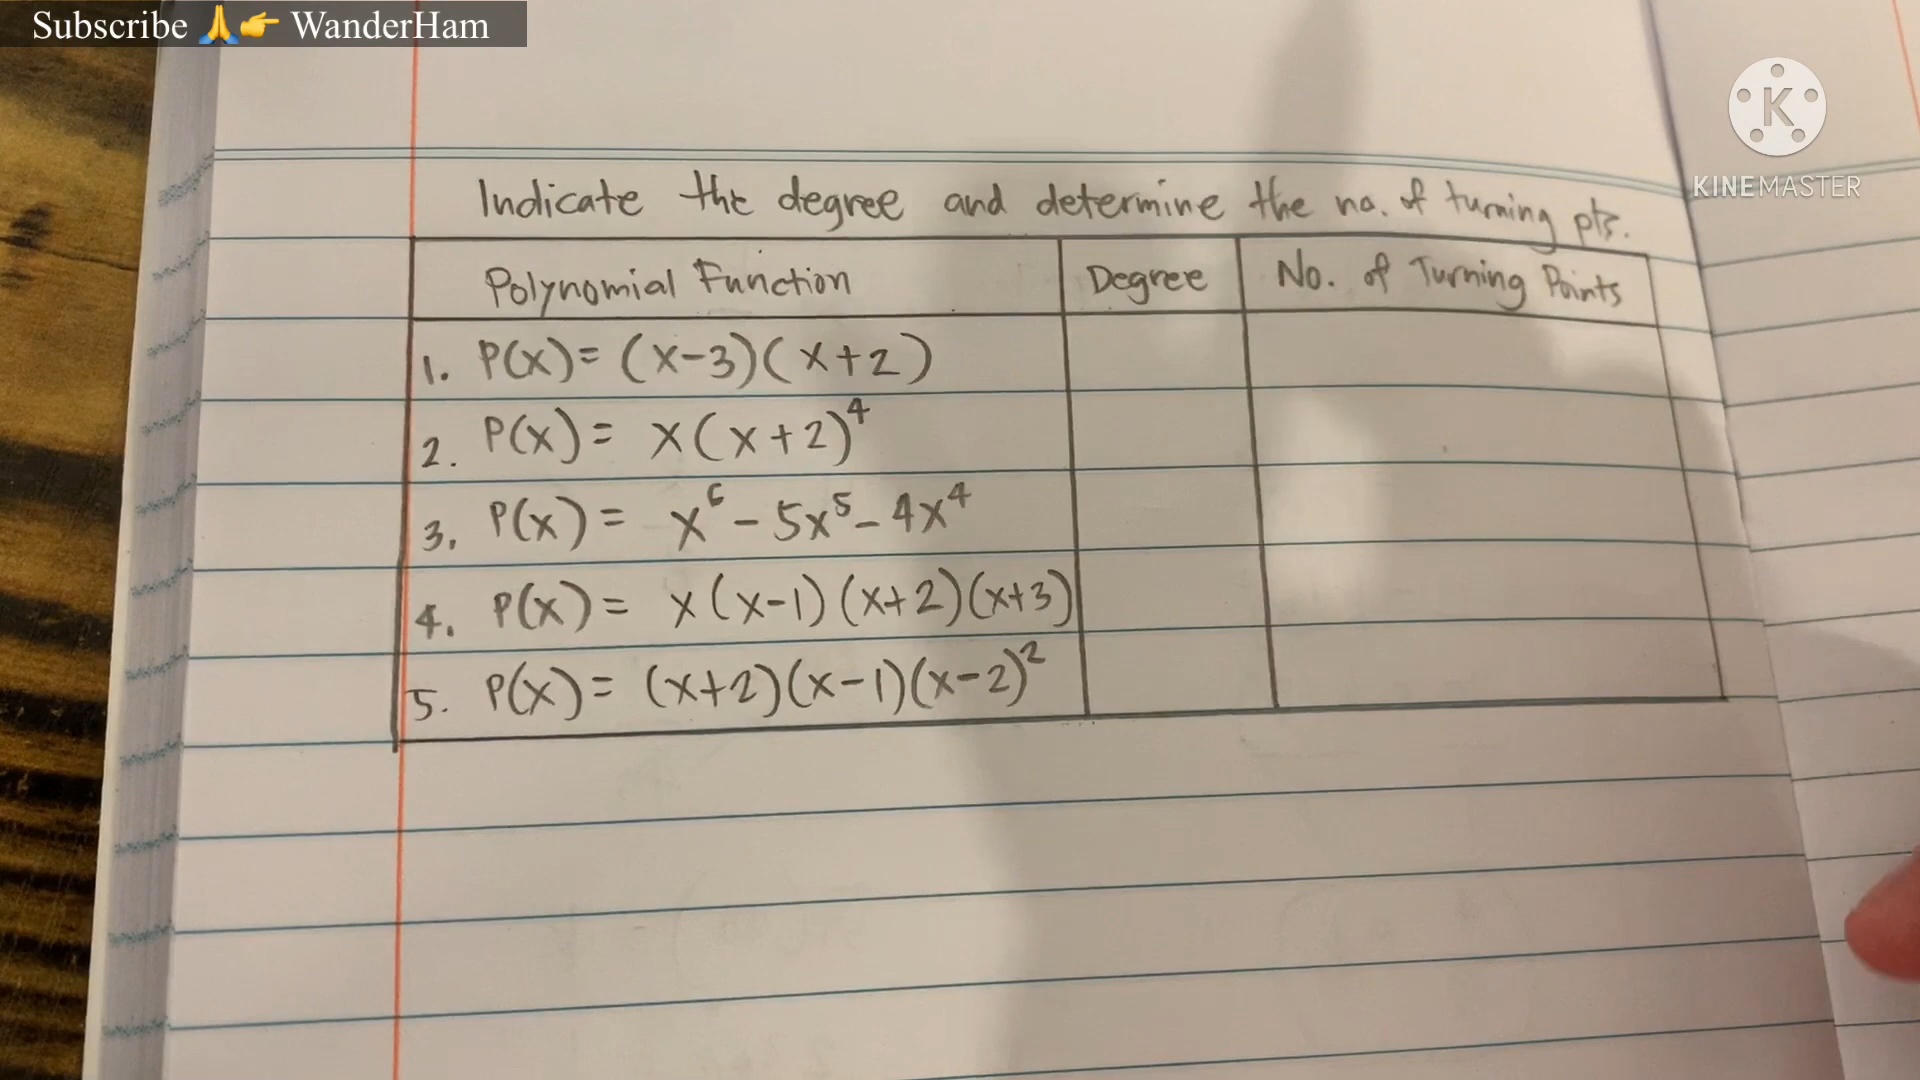 Subscribe 🙏👉 WanderHam
KINEMASTER
Indicate the degree and determine the no. of turning pts.
Polynomial Function Degree No. of Turning Points
1. P(x) = (x-3)(x+2)
2. P(x) = x(x+2)⁴
3. P(x) = x⁶ - 5x⁵ - 4x⁴
4. P(x) = x(x-1)(x+2)(x+3)
5. P(x) = (x+2)(x-1)(x-2)²